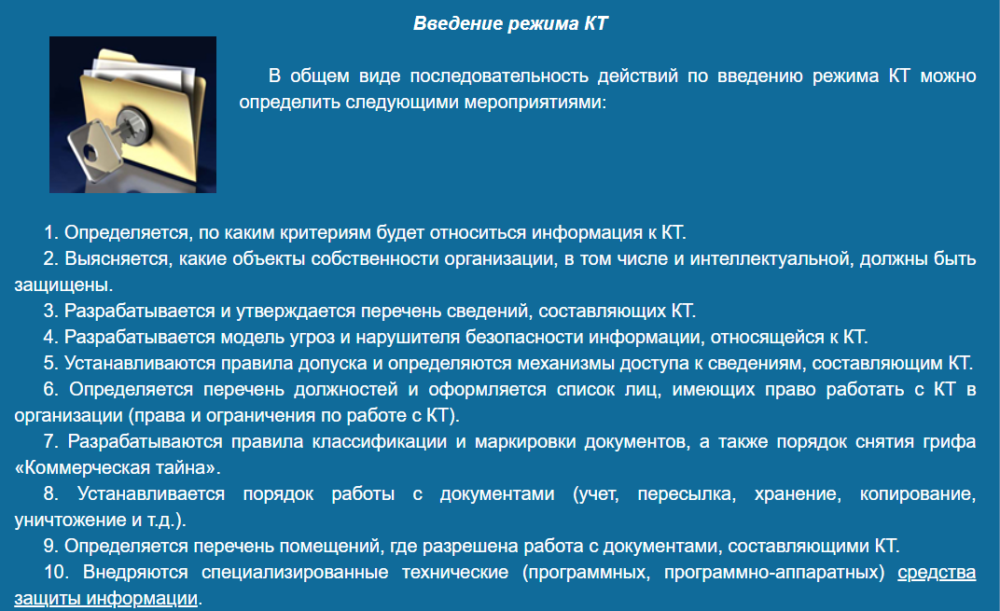 Введение режима КТ
В общем виде последовательность действий по введению режима КТ можно
определить следующими мероприятиями:
1. Определяется, по каким критериям будет относиться информация к КТ.
2. Выясняется, какие объекты собственности организации, в том числе и интеллектуальной, должны быть
защищены.
3. Разрабатывается и утверждается перечень сведений, составляющих КТ.
4. Разрабатывается модель угроз и нарушителя безопасности информации, относящейся к КТ.
5. Устанавливаются правила допуска и определяются механизмы доступа к сведениям, составляющим КТ.
6. Определяется перечень должностей и оформляется список лиц, имеющих право работать с КТ в
организации (права и ограничения по работе с КТ).
7. Разрабатываются правила классификации и маркировки документов, а также порядок снятия грифа
«Коммерческая тайна».
8. Устанавливается порядок работы с документами (учет, пересылка, хранение, копирование,
уничтожение и т.д.).
9. Определяется перечень помещений, где разрешена работа с документами, составляющими КТ.
10. Внедряются специализированные технические (программных, программно-аппаратных) средства
защиты информации.